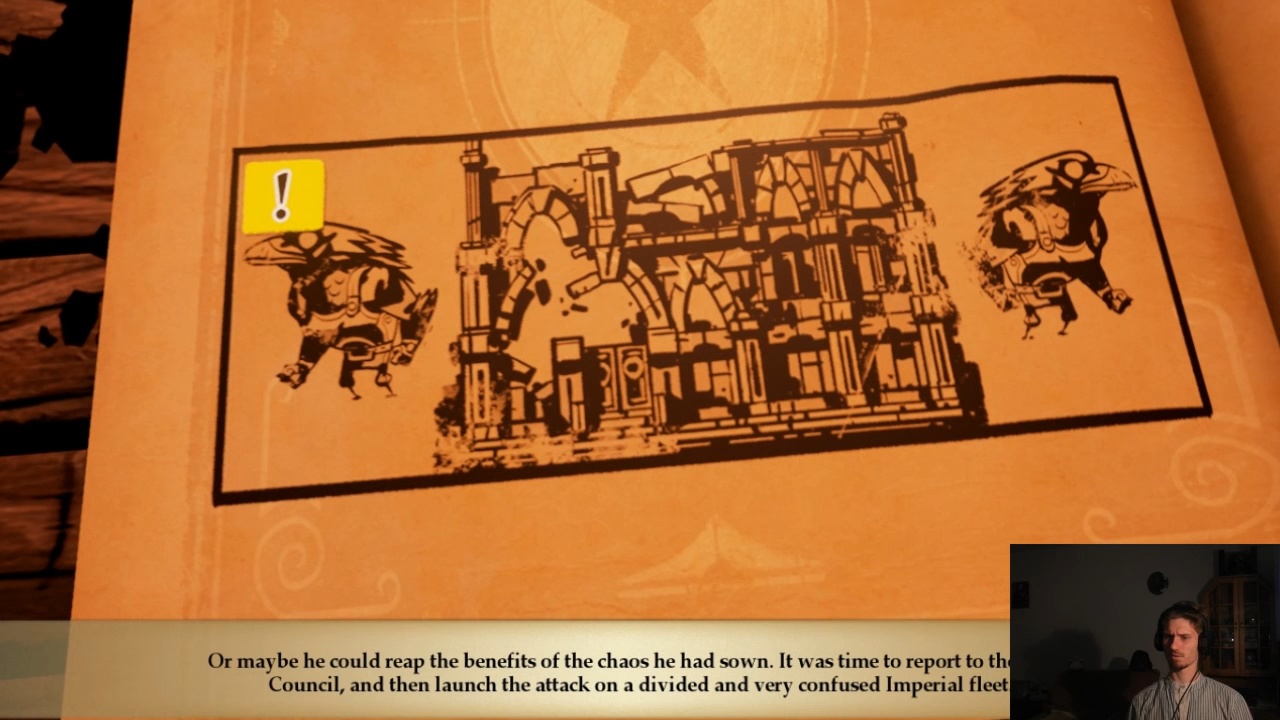 !
Or maybe he could reap the benefits of the chaos he had sown. It was time to report to the
Council, and then launch the attack on a divided and very confused Imperial fleet